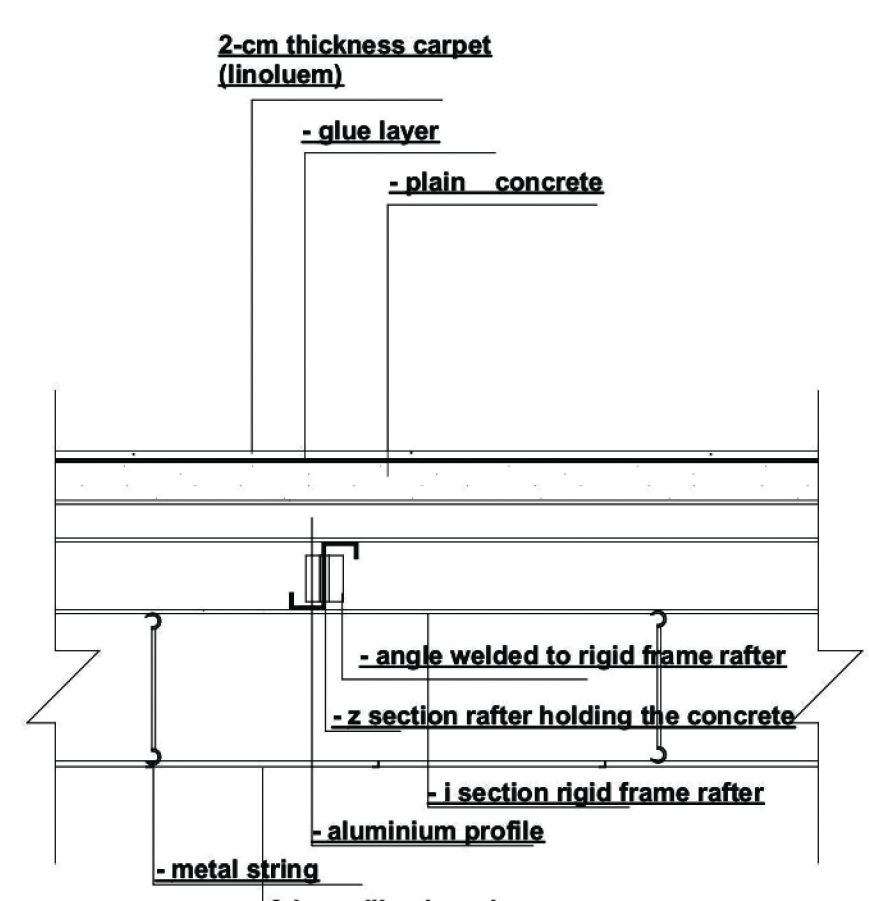 2-cm thickness carpet
(linoluem)
- glue layer
- plain concrete
- angle welded to rigid frame rafter
- z section rafter holding the concrete
- i section rigid frame rafter
- aluminium profile
- metal string